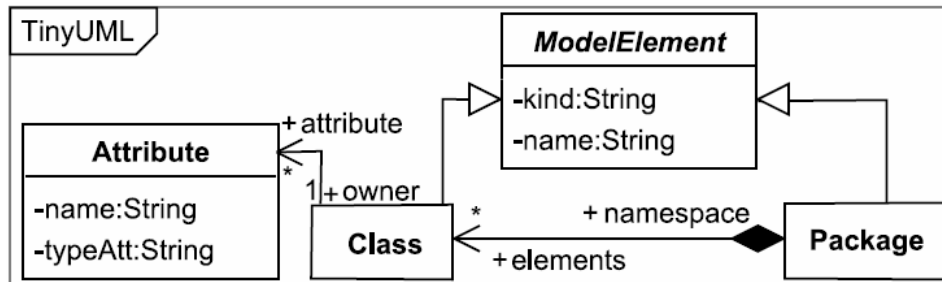 TinyUML
ModelElement
-kind:String
-name:String
+ attribute
*
Attribute
-name:String
-typeAtt:String
1 + owner
Class
*
+ namespace
+ elements
Package